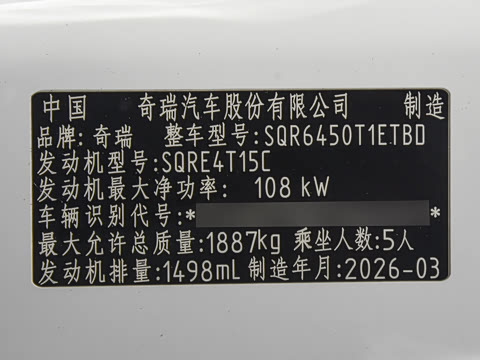 中国 奇瑞汽车股份有限公司 制造
品牌:奇瑞 整车型号:SQR6450T1ETBD
发动机型号:SQRE4T15C
发动机最大净功率: 108 kW
车辆识别代号:* *
最大允许总质量:1887kg 乘坐人数:5人
发动机排量:1498mL 制造年月:2026-03